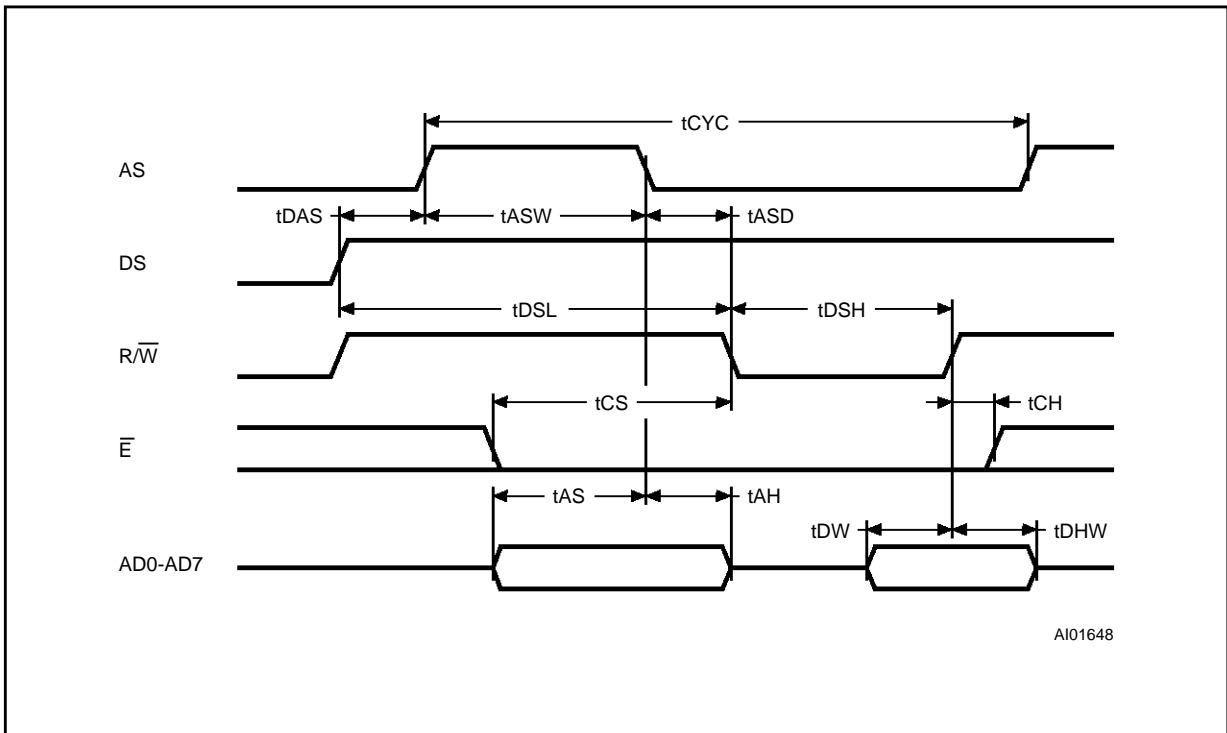 tCYC
AS
tDAS
tASW
tASD
DS
tDSL
tDSH
R/W̅
tCS
tCH
E̅
tAS
tAH
tDW
tDHW
AD0-AD7
AI01648